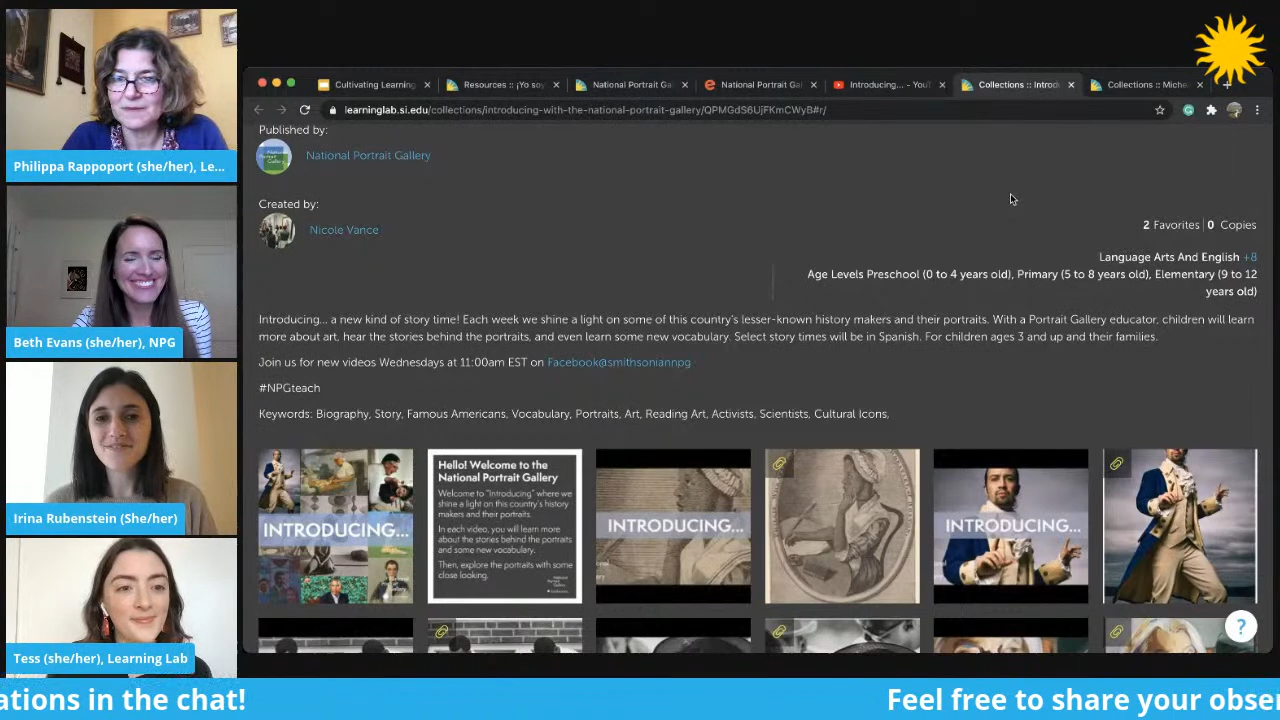 Cultivating Learning
Resources :: ¡Yo soy
National Portrait Gal
National Portrait Gal
Introducing... - YouT
Collections :: Introd
Collections :: Miche
learninglab.si.edu/collections/introducing-with-the-national-portrait-gallery/QPMGdS6UjFKmCWyB#r/
Published by:
National Portrait Gallery
Created by:
Nicole Vance
2 Favorites | 0 Copies
Language Arts And English +8
Age Levels Preschool (0 to 4 years old), Primary (5 to 8 years old), Elementary (9 to 12
years old)
Introducing... a new kind of story time! Each week we shine a light on some of this country's lesser-known history makers and their portraits. With a Portrait Gallery educator, children will learn
more about art, hear the stories behind the portraits, and even learn some new vocabulary. Select story times will be in Spanish. For children ages 3 and up and their families.
Join us for new videos Wednesdays at 11:00am EST on Facebook@smithsoniannpg
#NPGteach
Keywords: Biography, Story, Famous Americans, Vocabulary, Portraits, Art, Reading Art, Activists, Scientists, Cultural Icons,
INTRODUCING...
Hello! Welcome to the
National Portrait Gallery
Welcome to "Introducing" where we
shine a light on this country's history
makers and their portraits.
In each video, you will learn more
about the stories behind the portraits
and some new vocabulary.
Then, explore the portraits with some
close looking.
INTRODUCING...
INTRODUCING...
?
Philippa Rappoport (she/her), Le...
Beth Evans (she/her), NPG
Irina Rubenstein (She/her)
Tess (she/her), Learning Lab
ations in the chat!
Feel free to share your obser